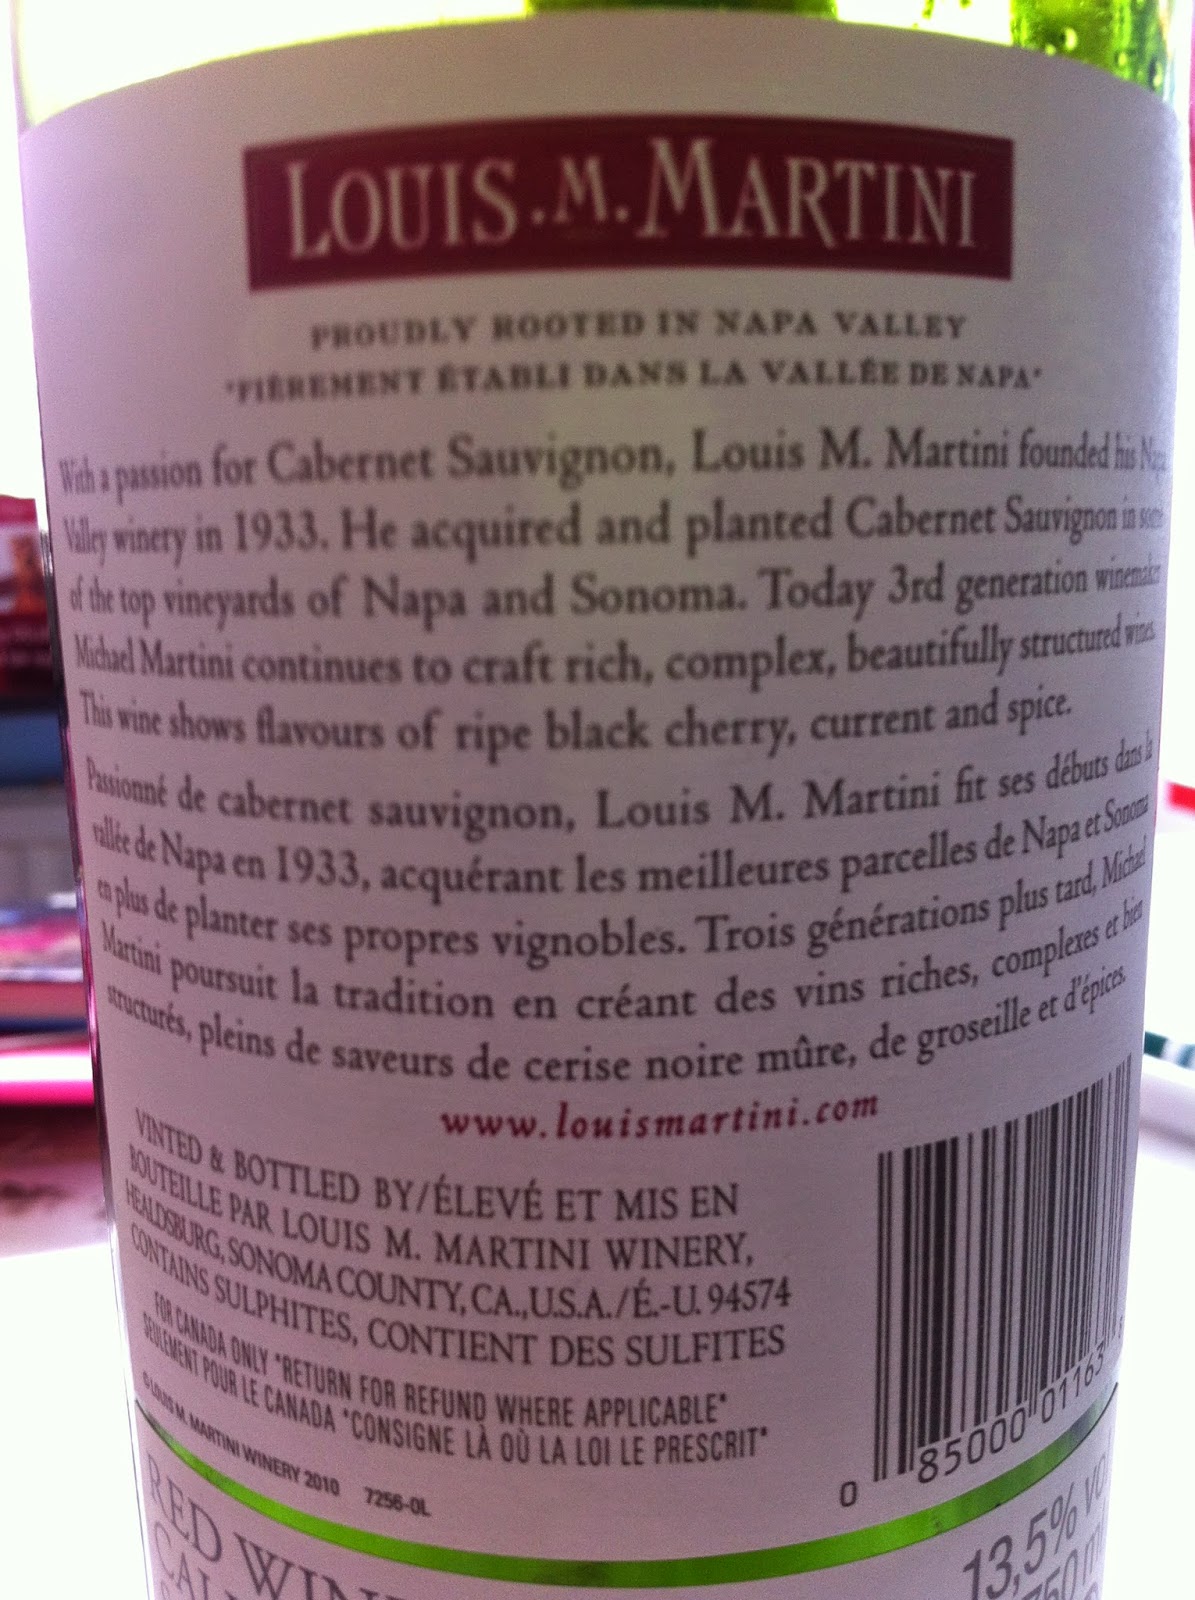 LOUIS .M. MARTINI
PROUDLY ROOTED IN NAPA VALLEY
"FIÈREMENT ÉTABLI DANS LA VALLÉE DE NAPA"
With a passion for Cabernet Sauvignon, Louis M. Martini founded his Napa
Valley winery in 1933. He acquired and planted Cabernet Sauvignon in some
of the top vineyards of Napa and Sonoma. Today 3rd generation winemaker
Michael Martini continues to craft rich, complex, beautifully structured wines.
This wine shows flavours of ripe black cherry, current and spice.
Passionné de cabernet sauvignon, Louis M. Martini fit ses débuts dans la
vallée de Napa en 1933, acquérant les meilleures parcelles de Napa et Sonoma
en plus de planter ses propres vignobles. Trois générations plus tard, Michael
Martini poursuit la tradition en créant des vins riches, complexes et bien
structurés, pleins de saveurs de cerise noire mûre, de groseille et d'épices.
www.louismartini.com
VINTED & BOTTLED BY/ÉLEVÉ ET MIS EN
BOUTEILLE PAR LOUIS M. MARTINI WINERY,
HEALDSBURG, SONOMA COUNTY, CA., U.S.A./É.-U. 94574
CONTAINS SULPHITES, CONTIENT DES SULFITES
FOR CANADA ONLY "RETURN FOR REFUND WHERE APPLICABLE"
SEULEMENT POUR LE CANADA "CONSIGNE LÀ OÙ LA LOI LE PRESCRIT"
© LOUIS M. MARTINI WINERY 2010 7256-0L
0 85000 01163
RED WINE
13,5% vol
750 ml